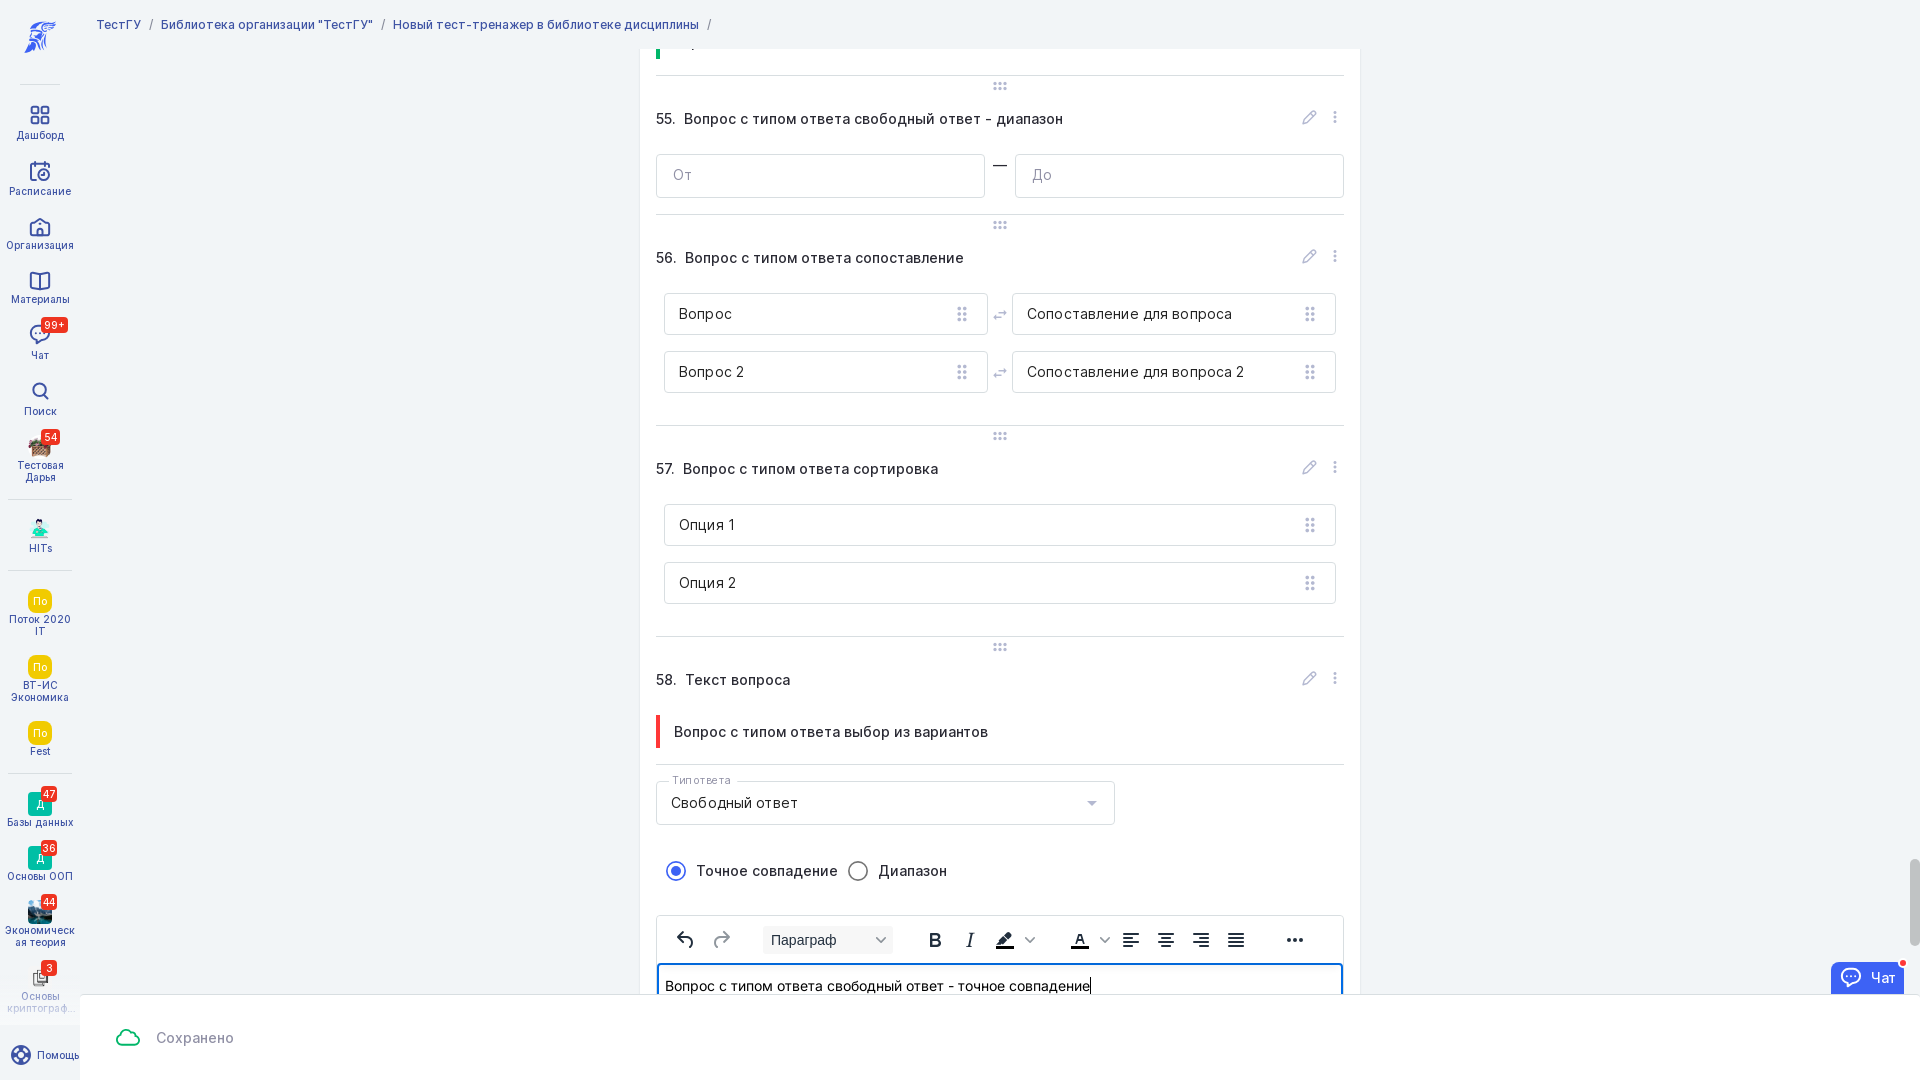 ТестГУ / Библиотека организации "ТестГУ" / Новый тест-тренажер в библиотеке дисциплины /
Дашборд
Расписание
Организация
Материалы
99+
Чат
Поиск
54
Тестовая
Дарья
HITs
По
Поток 2020
IT
По
ВТ-ИС
Экономика
По
Fest
47
Д
Базы данных
36
Д
Основы ООП
44
Экономическ
ая теория
3
Основы
криптограф...
Помощь
55. Вопрос с типом ответа свободный ответ - диапазон
От — До
56. Вопрос с типом ответа сопоставление
Вопрос Сопоставление для вопроса
Вопрос 2 Сопоставление для вопроса 2
57. Вопрос с типом ответа сортировка
Опция 1
Опция 2
58. Текст вопроса
Вопрос с типом ответа выбор из вариантов
Тип ответа
Свободный ответ
Точное совпадение Диапазон
Параграф B I A
Вопрос с типом ответа свободный ответ - точное совпадение
Чат
Сохранено